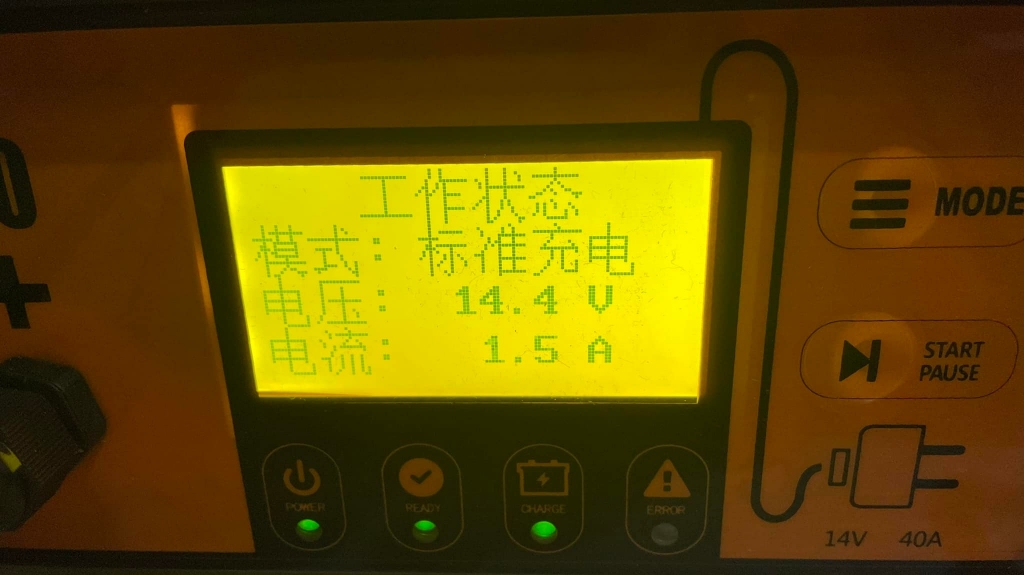 工作状态
模式: 标准充电
电压: 14.4 V
电流: 1.5 A
MODE
START
PAUSE
POWER
READY
CHARGE
ERROR
14V 40A
+